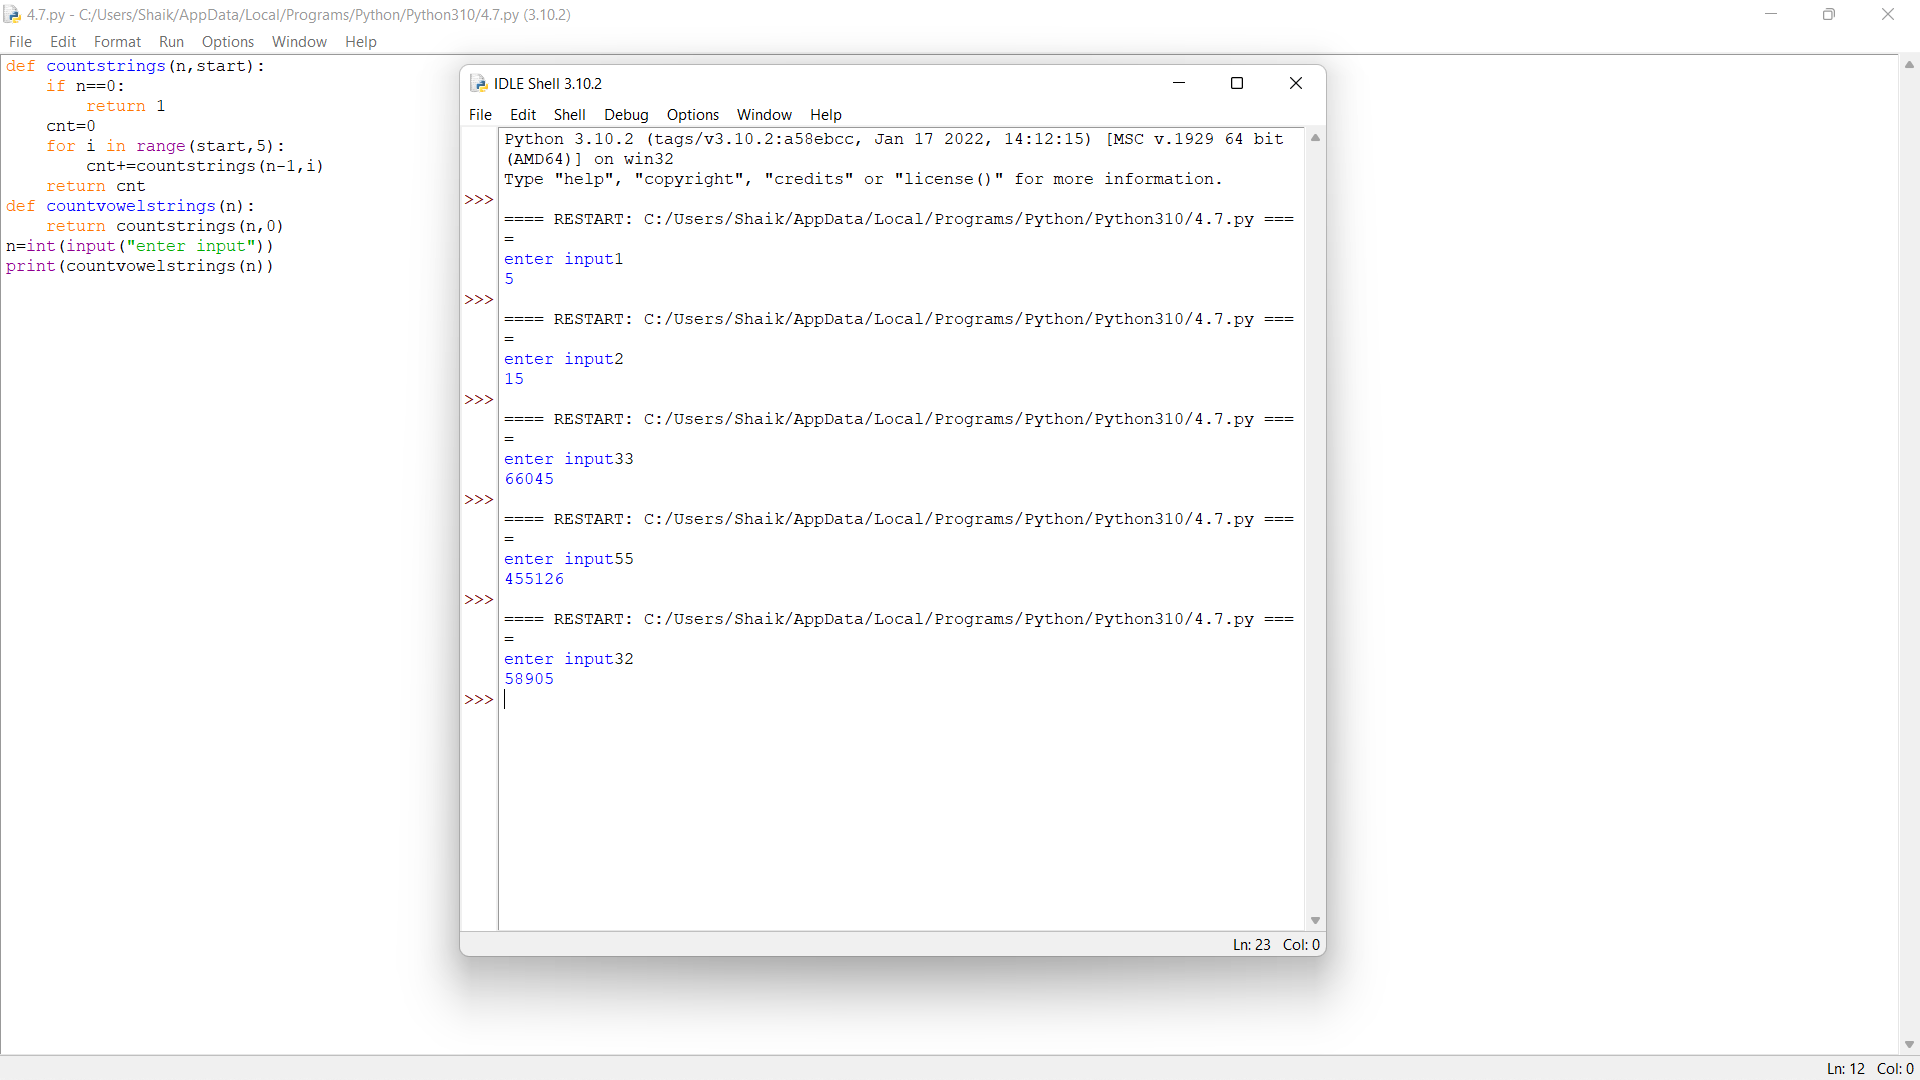 4.7.py - C:/Users/Shaik/AppData/Local/Programs/Python/Python310/4.7.py (3.10.2)
File Edit Format Run Options Window Help
def countstrings(n,start):
    if n==0:
        return 1
    cnt=0
    for i in range(start,5):
        cnt+=countstrings(n-1,i)
    return cnt
def countvowelstrings(n):
    return countstrings(n,0)
n=int(input("enter input"))
print(countvowelstrings(n))
IDLE Shell 3.10.2
File Edit Shell Debug Options Window Help
Python 3.10.2 (tags/v3.10.2:a58ebcc, Jan 17 2022, 14:12:15) [MSC v.1929 64 bit
(AMD64)] on win32
Type "help", "copyright", "credits" or "license()" for more information.
>>>
==== RESTART: C:/Users/Shaik/AppData/Local/Programs/Python/Python310/4.7.py ===
=
enter input1
5
>>>
==== RESTART: C:/Users/Shaik/AppData/Local/Programs/Python/Python310/4.7.py ===
=
enter input2
15
>>>
==== RESTART: C:/Users/Shaik/AppData/Local/Programs/Python/Python310/4.7.py ===
=
enter input33
66045
>>>
==== RESTART: C:/Users/Shaik/AppData/Local/Programs/Python/Python310/4.7.py ===
=
enter input55
455126
>>>
==== RESTART: C:/Users/Shaik/AppData/Local/Programs/Python/Python310/4.7.py ===
=
enter input32
58905
>>>
Ln: 23 Col: 0
Ln: 12 Col: 0